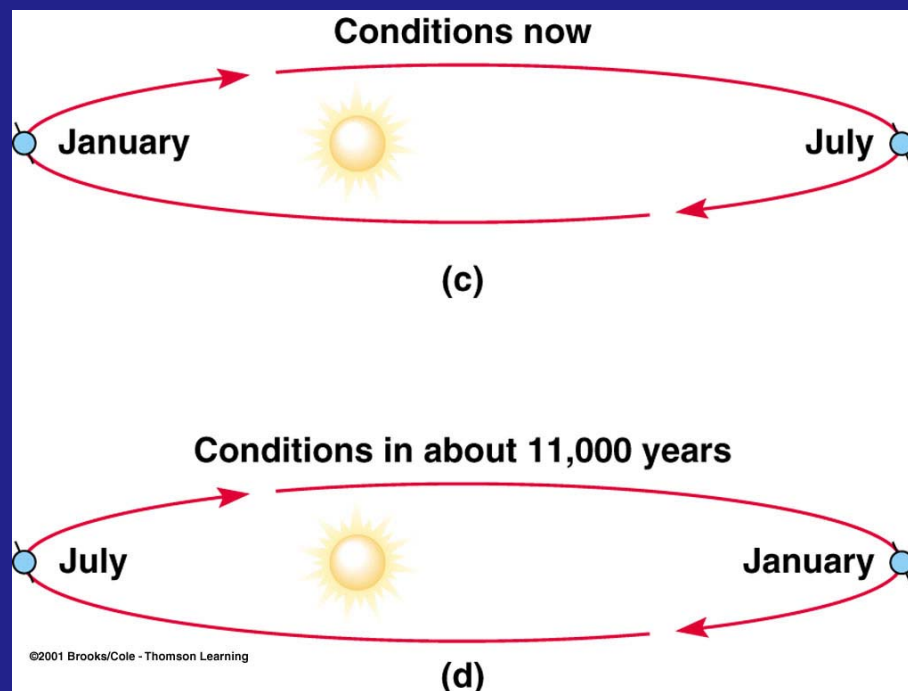 Conditions now
January
July
(c)
Conditions in about 11,000 years
July
January
©2001 Brooks/Cole - Thomson Learning
(d)